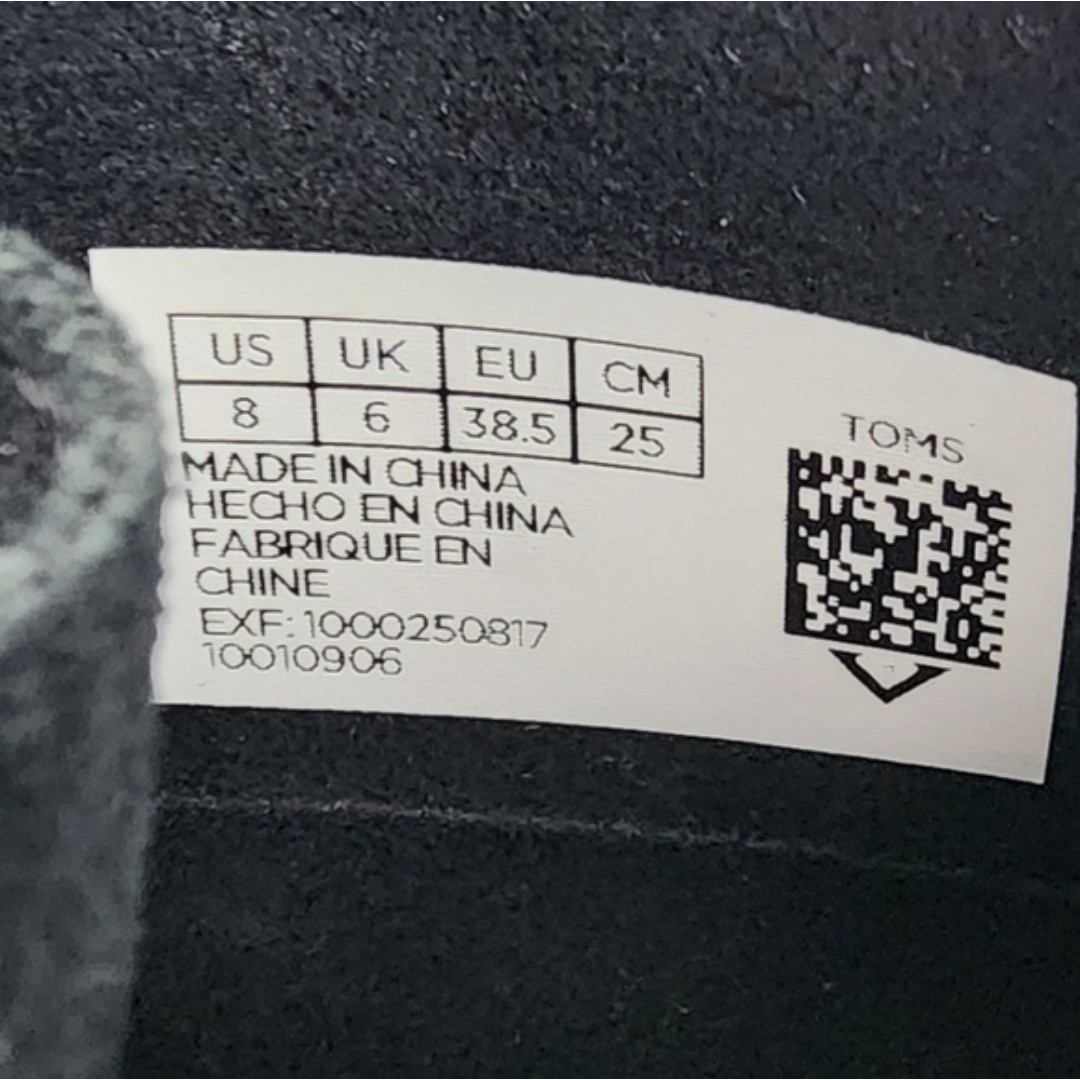 US UK EU CM
8 6 38.5 25
MADE IN CHINA
HECHO EN CHINA
FABRIQUE EN
CHINE
EXF: 1000250817
10010906
TOMS